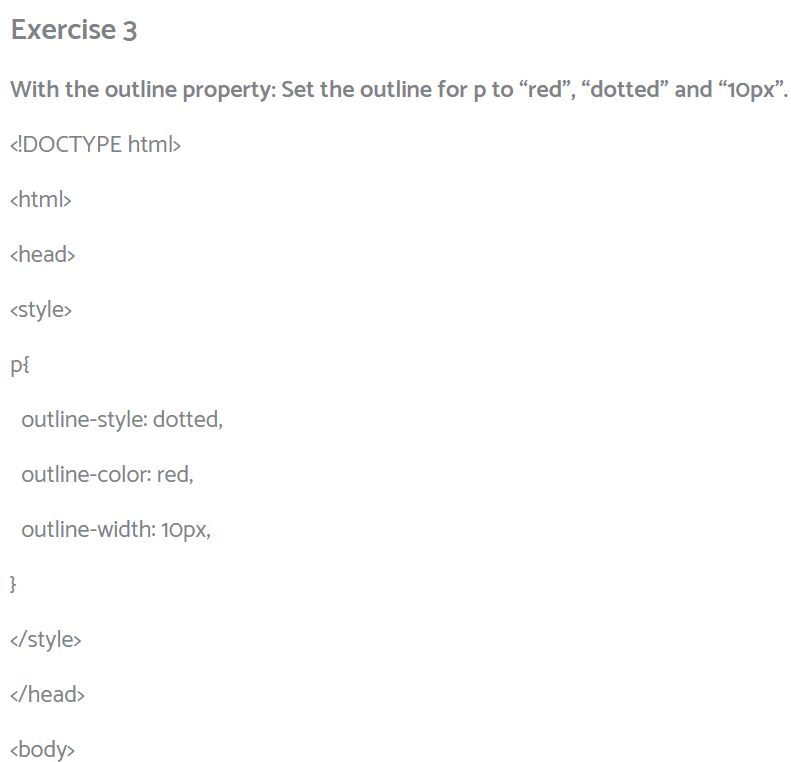 Exercise 3
With the outline property: Set the outline for p to “red”, “dotted” and “10px”.
<!DOCTYPE html>
<html>
<head>
<style>
p{
  outline-style: dotted,
  outline-color: red,
  outline-width: 10px,
}
</style>
</head>
<body>